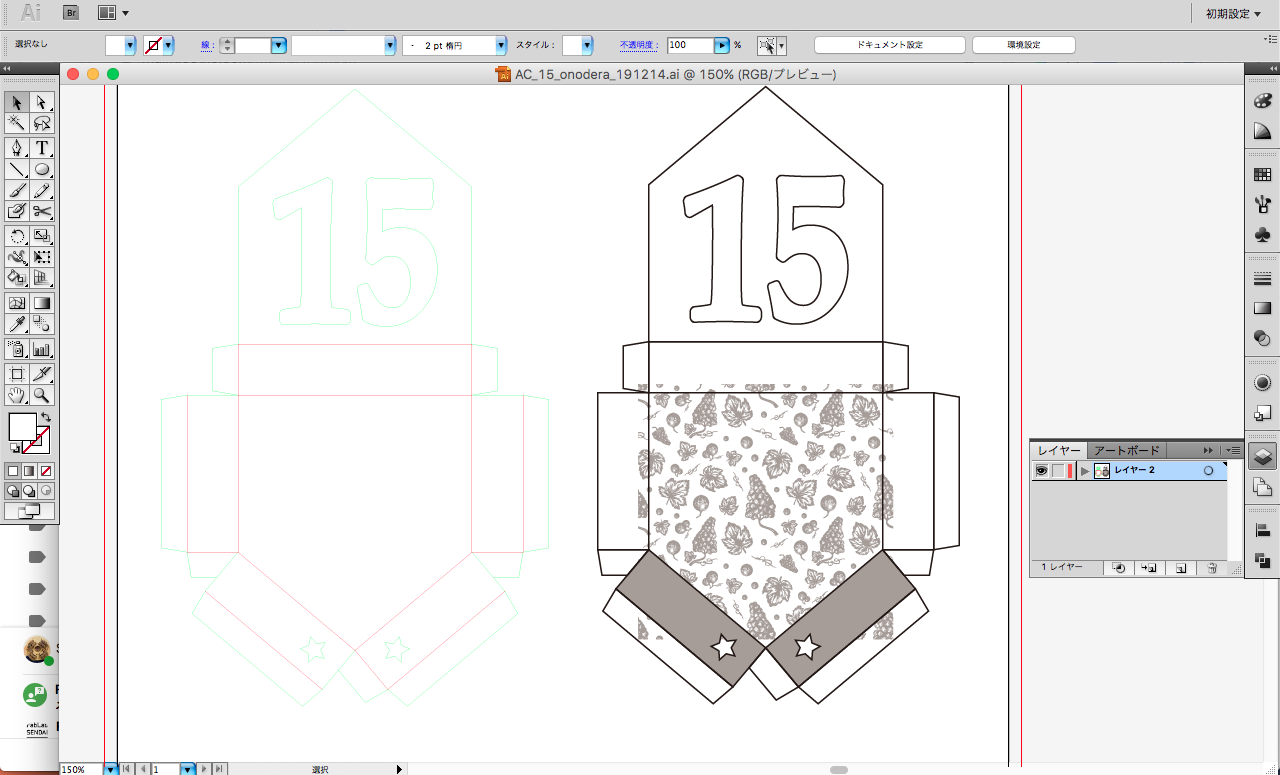 Ai
Br
初期設定
選択なし
線 :
2 pt 楕円
スタイル :
不透明度 :
100
%
ドキュメント設定
環境設定
AC_15_onodera_191214.ai @ 150% (RGB/プレビュー)
T
15
15
レイヤー
アートボード
レイヤー 2
1 レイヤー
SENDAI
150%
1
選択